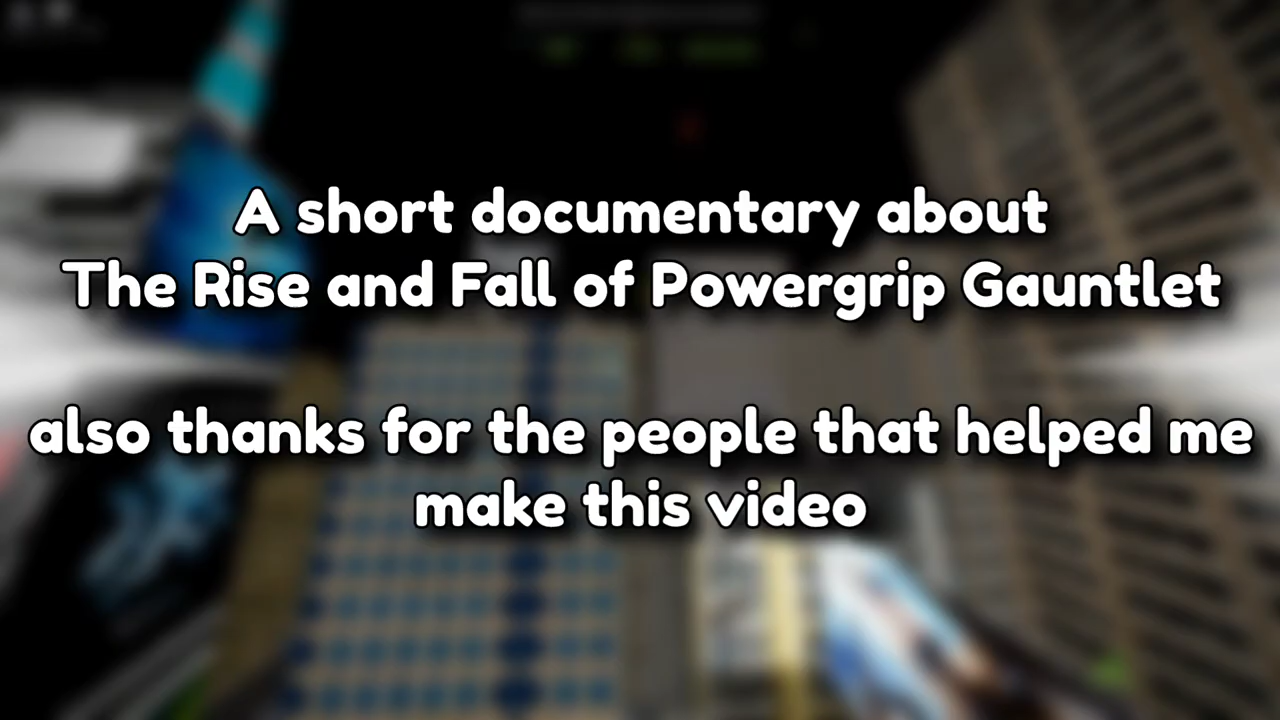 A short documentary about
The Rise and Fall of Powergrip Gauntlet
also thanks for the people that helped me
make this video